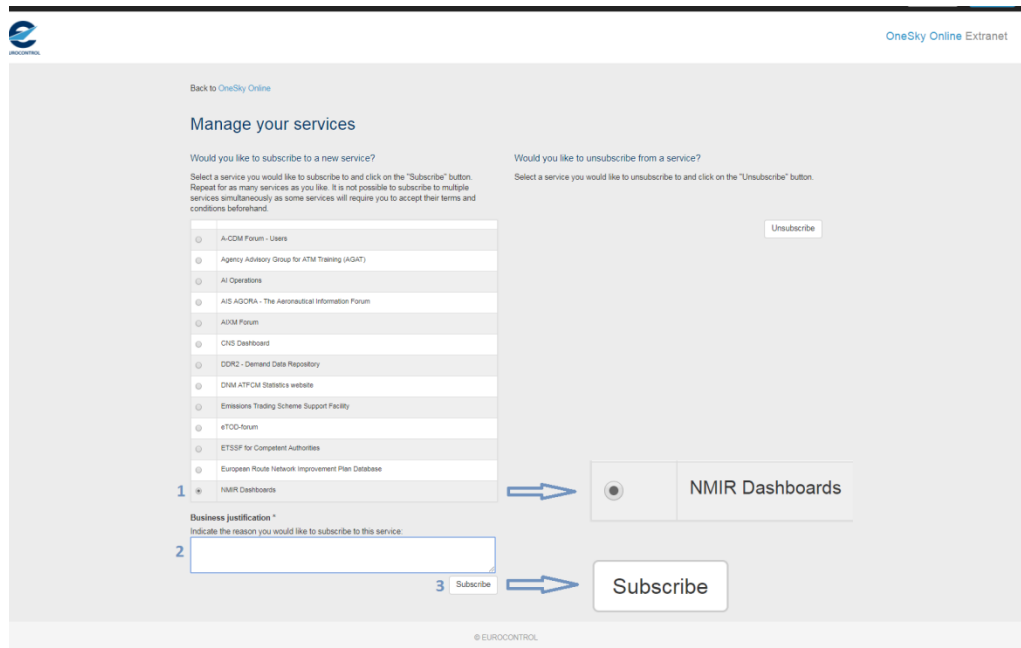 EUROCONTROL
OneSky Online Extranet
Back to OneSky Online
Manage your services
Would you like to subscribe to a new service?
Select a service you would like to subscribe to and click on the "Subscribe" button.
Repeat for as many services as you like. It is not possible to subscribe to multiple
services simultaneously as some services will require you to accept their terms and
conditions beforehand.
Would you like to unsubscribe from a service?
Select a service you would like to unsubscribe to and click on the "Unsubscribe" button.
Unsubscribe
A-CDM Forum - Users
Agency Advisory Group for ATM Training (AGAT)
AI Operations
AIS AGORA - The Aeronautical Information Forum
AIXM Forum
CNS Dashboard
DDR2 - Demand Data Repository
DNM ATFCM Statistics website
Emissions Trading Scheme Support Facility
eTOD-forum
ETSSF for Competent Authorities
European Route Network Improvement Plan Database
1 NMIR Dashboards
NMIR Dashboards
Business justification *
Indicate the reason you would like to subscribe to this service:
2
3 Subscribe
Subscribe
© EUROCONTROL